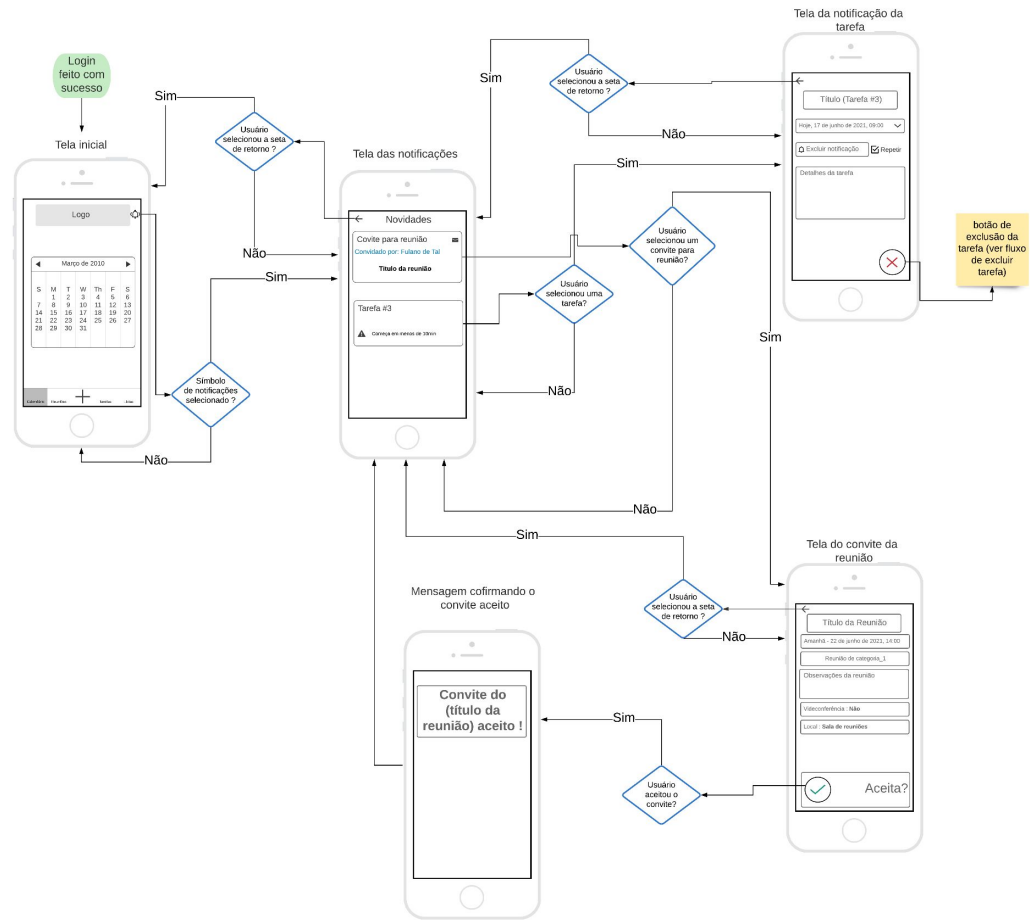 Login
feito com
sucesso
Tela inicial
Logo
Março de 2010
S M T W Th F S
1 2 3 4 5 6
7 8 9 10 11 12 13
14 15 16 17 18 19 20
21 22 23 24 25 26 27
28 29 30 31
Sim
Usuário
selecionou a seta
de retorno ?
Não
Sim
Símbolo
de notificações
selecionado ?
Não
Tela das notificações
Novidades
Covite para reunião
Convidado por: Fulano de Tal
Título da reunião
Tarefa #3
Começa em menos de 30min
Sim
Usuário
selecionou a seta
de retorno ?
Não
Sim
Usuário
selecionou uma
tarefa?
Não
Usuário
selecionou um
convite para
reunião?
Sim
Não
Tela da notificação da
tarefa
Título (Tarefa #3)
Hoje, 17 de junho de 2021, 09:00
Excluir notificação
Repetir
Detalhes da tarefa
botão de
exclusão da
tarefa (ver fluxo
de excluir
tarefa)
Tela do convite da
reunião
Título da Reunião
Amanhã - 22 de junho de 2021, 14:00
Reunião de categoria_1
Observações da reunião
Videoconferência : Não
Local : Sala de reuniões
Aceita?
Sim
Usuário
selecionou a seta
de retorno ?
Não
Sim
Usuário
aceitou o
convite?
Mensagem cofirmando o
convite aceito
Convite do
(título da
reunião) aceito !